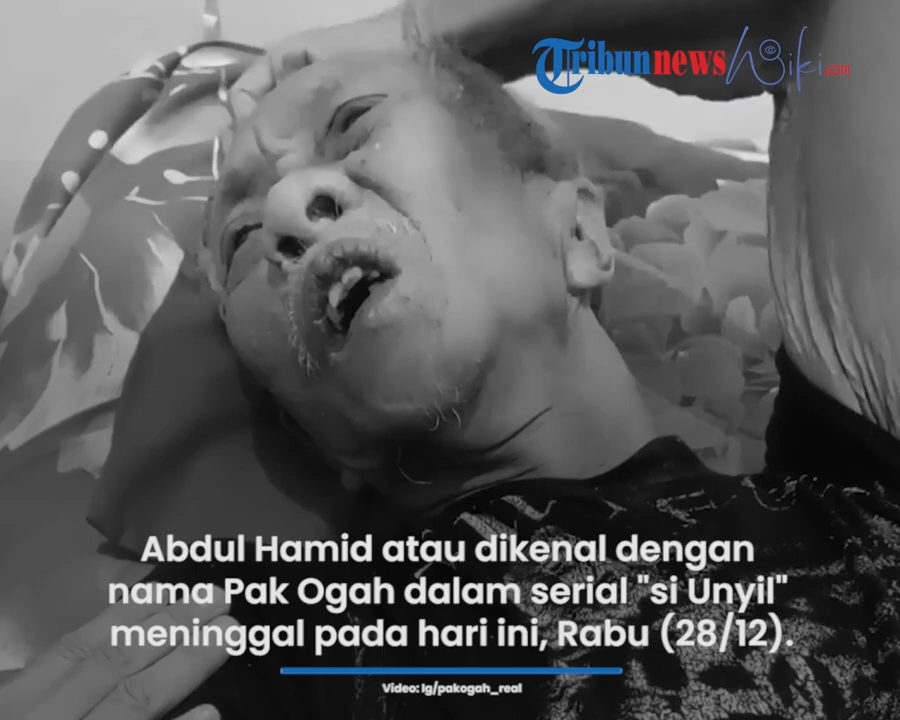 Tribunnews Wiki.com
Abdul Hamid atau dikenal dengan
nama Pak Ogah dalam serial "si Unyil"
meninggal pada hari ini, Rabu (28/12).
Video: Ig/pakogah_real